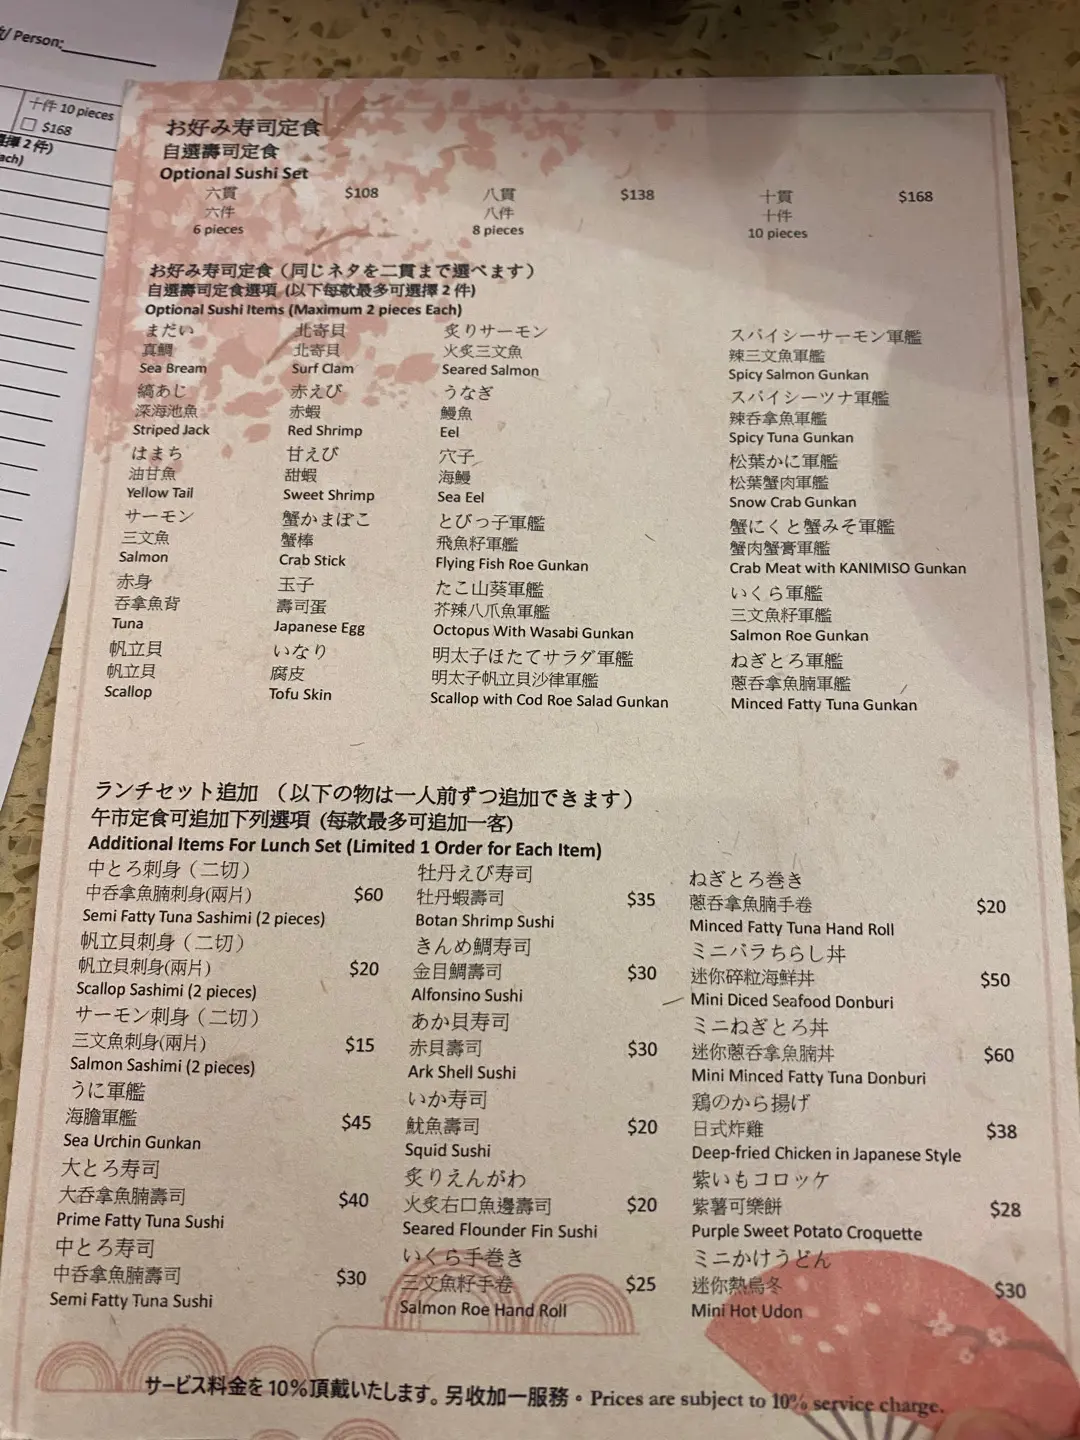 / Person:
十件 10 pieces
□ $168
擇 2 件)
ach)
お好み寿司定食
自選壽司定食
Optional Sushi Set
六貫 $108 八貫 $138 十貫 $168
六件 八件 十件
6 pieces 8 pieces 10 pieces
お好み寿司定食（同じネタを二貫まで選べます）
自選壽司定食選項 (以下每款最多可選擇 2 件)
Optional Sushi Items (Maximum 2 pieces Each)
まだい 北寄貝 炙りサーモン スパイシーサーモン軍艦
真鯛 北寄貝 火炙三文魚 辣三文魚軍艦
Sea Bream Surf Clam Seared Salmon Spicy Salmon Gunkan
縞あじ 赤えび うなぎ スパイシーツナ軍艦
深海池魚 赤蝦 鰻魚 辣吞拿魚軍艦
Striped Jack Red Shrimp Eel Spicy Tuna Gunkan
はまち 甘えび 穴子 松葉かに軍艦
油甘魚 甜蝦 海鰻 松葉蟹肉軍艦
Yellow Tail Sweet Shrimp Sea Eel Snow Crab Gunkan
サーモン 蟹かまぼこ とびっ子軍艦 蟹にくと蟹みそ軍艦
三文魚 蟹棒 飛魚籽軍艦 蟹肉蟹膏軍艦
Salmon Crab Stick Flying Fish Roe Gunkan Crab Meat with KANIMISO Gunkan
赤身 玉子 たこ山葵軍艦 いくら軍艦
吞拿魚背 壽司蛋 芥辣八爪魚軍艦 三文魚籽軍艦
Tuna Japanese Egg Octopus With Wasabi Gunkan Salmon Roe Gunkan
帆立貝 いなり 明太子ほたてサラダ軍艦 ねぎとろ軍艦
帆立貝 腐皮 明太子帆立貝沙律軍艦 蔥吞拿魚腩軍艦
Scallop Tofu Skin Scallop with Cod Roe Salad Gunkan Minced Fatty Tuna Gunkan
ランチセット追加 （以下の物は一人前ずつ追加できます）
午市定食可追加下列選項 (每款最多可追加一客)
Additional Items For Lunch Set (Limited 1 Order for Each Item)
中とろ刺身（二切） 牡丹えび寿司 ねぎとろ巻き
中吞拿魚腩刺身(兩片) $60 牡丹蝦壽司 $35 蔥吞拿魚腩手卷 $20
Semi Fatty Tuna Sashimi (2 pieces) Botan Shrimp Sushi Minced Fatty Tuna Hand Roll
帆立貝刺身（二切） きんめ鯛寿司 ミニバラちらし丼
帆立貝刺身(兩片) $20 金目鯛壽司 $30 迷你碎粒海鮮丼 $50
Scallop Sashimi (2 pieces) Alfonsino Sushi Mini Diced Seafood Donburi
サーモン刺身（二切） あか貝寿司 ミニねぎとろ丼
三文魚刺身(兩片) $15 赤貝壽司 $30 迷你蔥吞拿魚腩丼 $60
Salmon Sashimi (2 pieces) Ark Shell Sushi Mini Minced Fatty Tuna Donburi
うに軍艦 いか寿司 鶏のから揚げ
海膽軍艦 $45 魷魚壽司 $20 日式炸雞 $38
Sea Urchin Gunkan Squid Sushi Deep-fried Chicken in Japanese Style
大とろ寿司 炙りえんがわ 紫いもコロッケ
大吞拿魚腩壽司 $40 火炙右口魚邊壽司 $20 紫薯可樂餅 $28
Prime Fatty Tuna Sushi Seared Flounder Fin Sushi Purple Sweet Potato Croquette
中とろ寿司 いくら手巻き ミニかけうどん
中吞拿魚腩壽司 $30 三文魚籽手卷 $25 迷你熱烏冬 $30
Semi Fatty Tuna Sushi Salmon Roe Hand Roll Mini Hot Udon
サービス料金を10%頂戴いたします。另收加一服務。Prices are subject to 10% service charge.